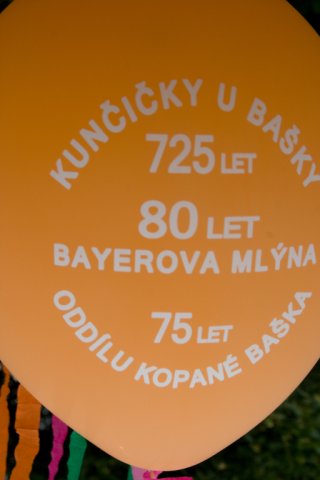 KUNČIČKY U BAŠKY
725 LET
80 LET
BAYEROVA MLÝNA
75 LET
ODDÍLU KOPANÉ BAŠKA